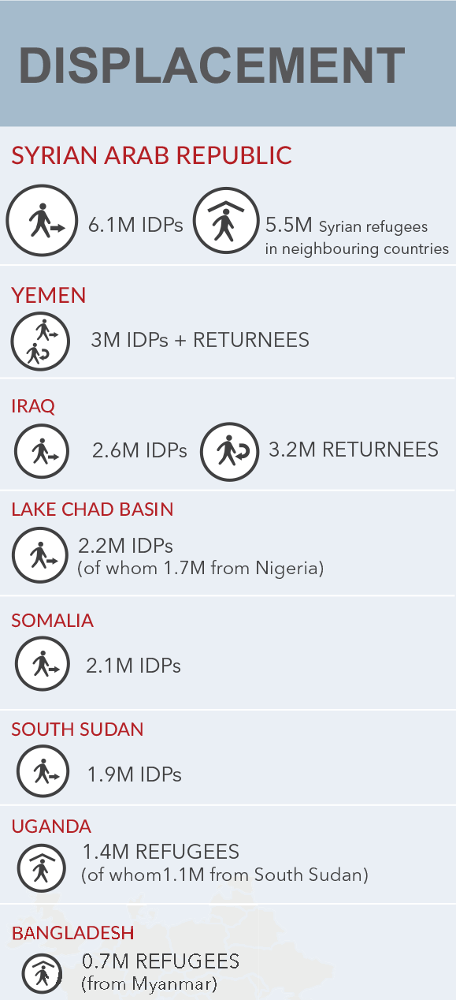 DISPLACEMENT
SYRIAN ARAB REPUBLIC
6.1M IDPs
5.5M Syrian refugees
in neighbouring countries
YEMEN
3M IDPs + RETURNEES
IRAQ
2.6M IDPs
3.2M RETURNEES
LAKE CHAD BASIN
2.2M IDPs
(of whom 1.7M from Nigeria)
SOMALIA
2.1M IDPs
SOUTH SUDAN
1.9M IDPs
UGANDA
1.4M REFUGEES
(of whom1.1M from South Sudan)
BANGLADESH
0.7M REFUGEES
(from Myanmar)